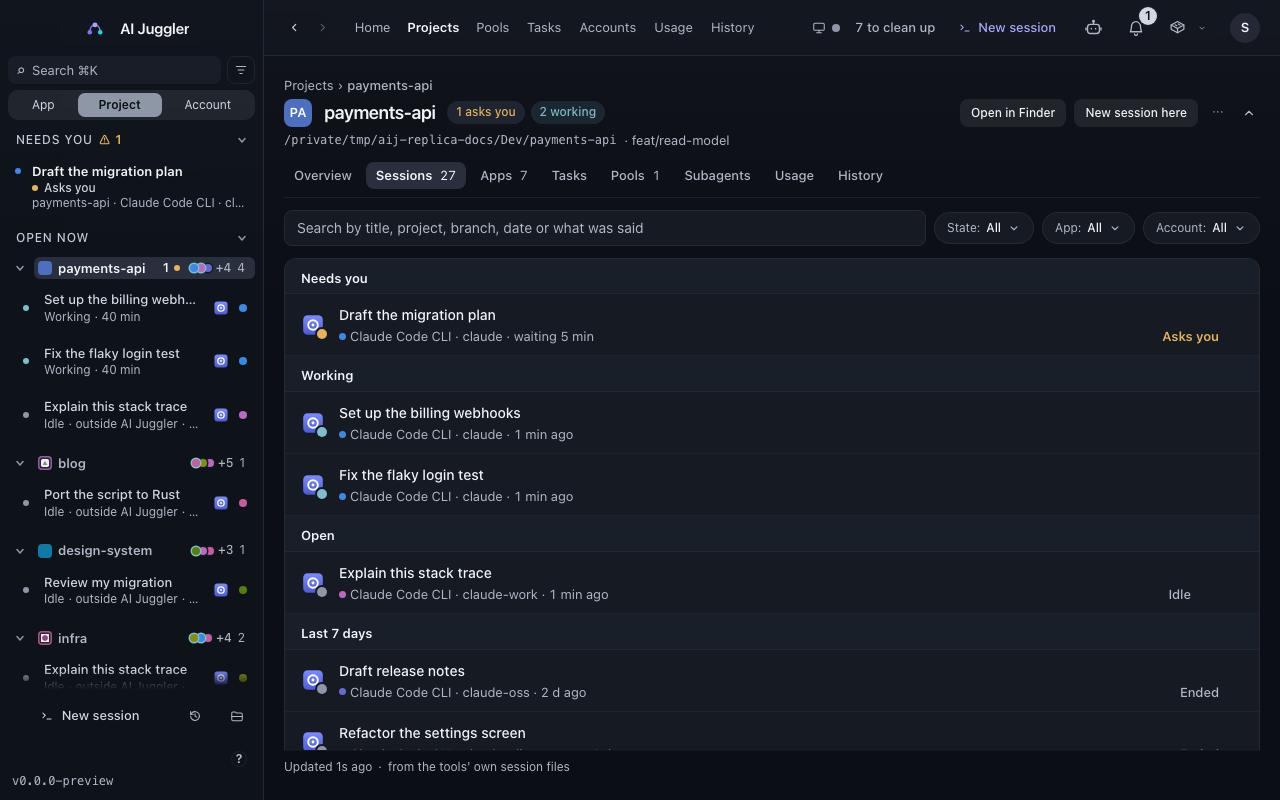 AI Juggler
Search ⌘K
App Project Account
NEEDS YOU 1
Draft the migration plan
Asks you
payments-api · Claude Code CLI · cl...
OPEN NOW
payments-api 1 +4 4
Set up the billing webh...
Working · 40 min
Fix the flaky login test
Working · 40 min
Explain this stack trace
Idle · outside AI Juggler · ...
blog +5 1
Port the script to Rust
Idle · outside AI Juggler · ...
design-system +3 1
Review my migration
Idle · outside AI Juggler · ...
infra +4 2
Explain this stack trace
Idle · outside AI Juggler · ...
New session
?
v0.0.0-preview
Home Projects Pools Tasks Accounts Usage History
7 to clean up
New session
1
S
Projects › payments-api
PA payments-api 1 asks you 2 working
Open in Finder New session here ...
/private/tmp/aij-replica-docs/Dev/payments-api · feat/read-model
Overview Sessions 27 Apps 7 Tasks Pools 1 Subagents Usage History
Search by title, project, branch, date or what was said
State: All App: All Account: All
Needs you
Draft the migration plan
Claude Code CLI · claude · waiting 5 min
Asks you
Working
Set up the billing webhooks
Claude Code CLI · claude · 1 min ago
Fix the flaky login test
Claude Code CLI · claude · 1 min ago
Open
Explain this stack trace
Claude Code CLI · claude-work · 1 min ago
Idle
Last 7 days
Draft release notes
Claude Code CLI · claude-oss · 2 d ago
Ended
Refactor the settings screen
Updated 1s ago · from the tools' own session files